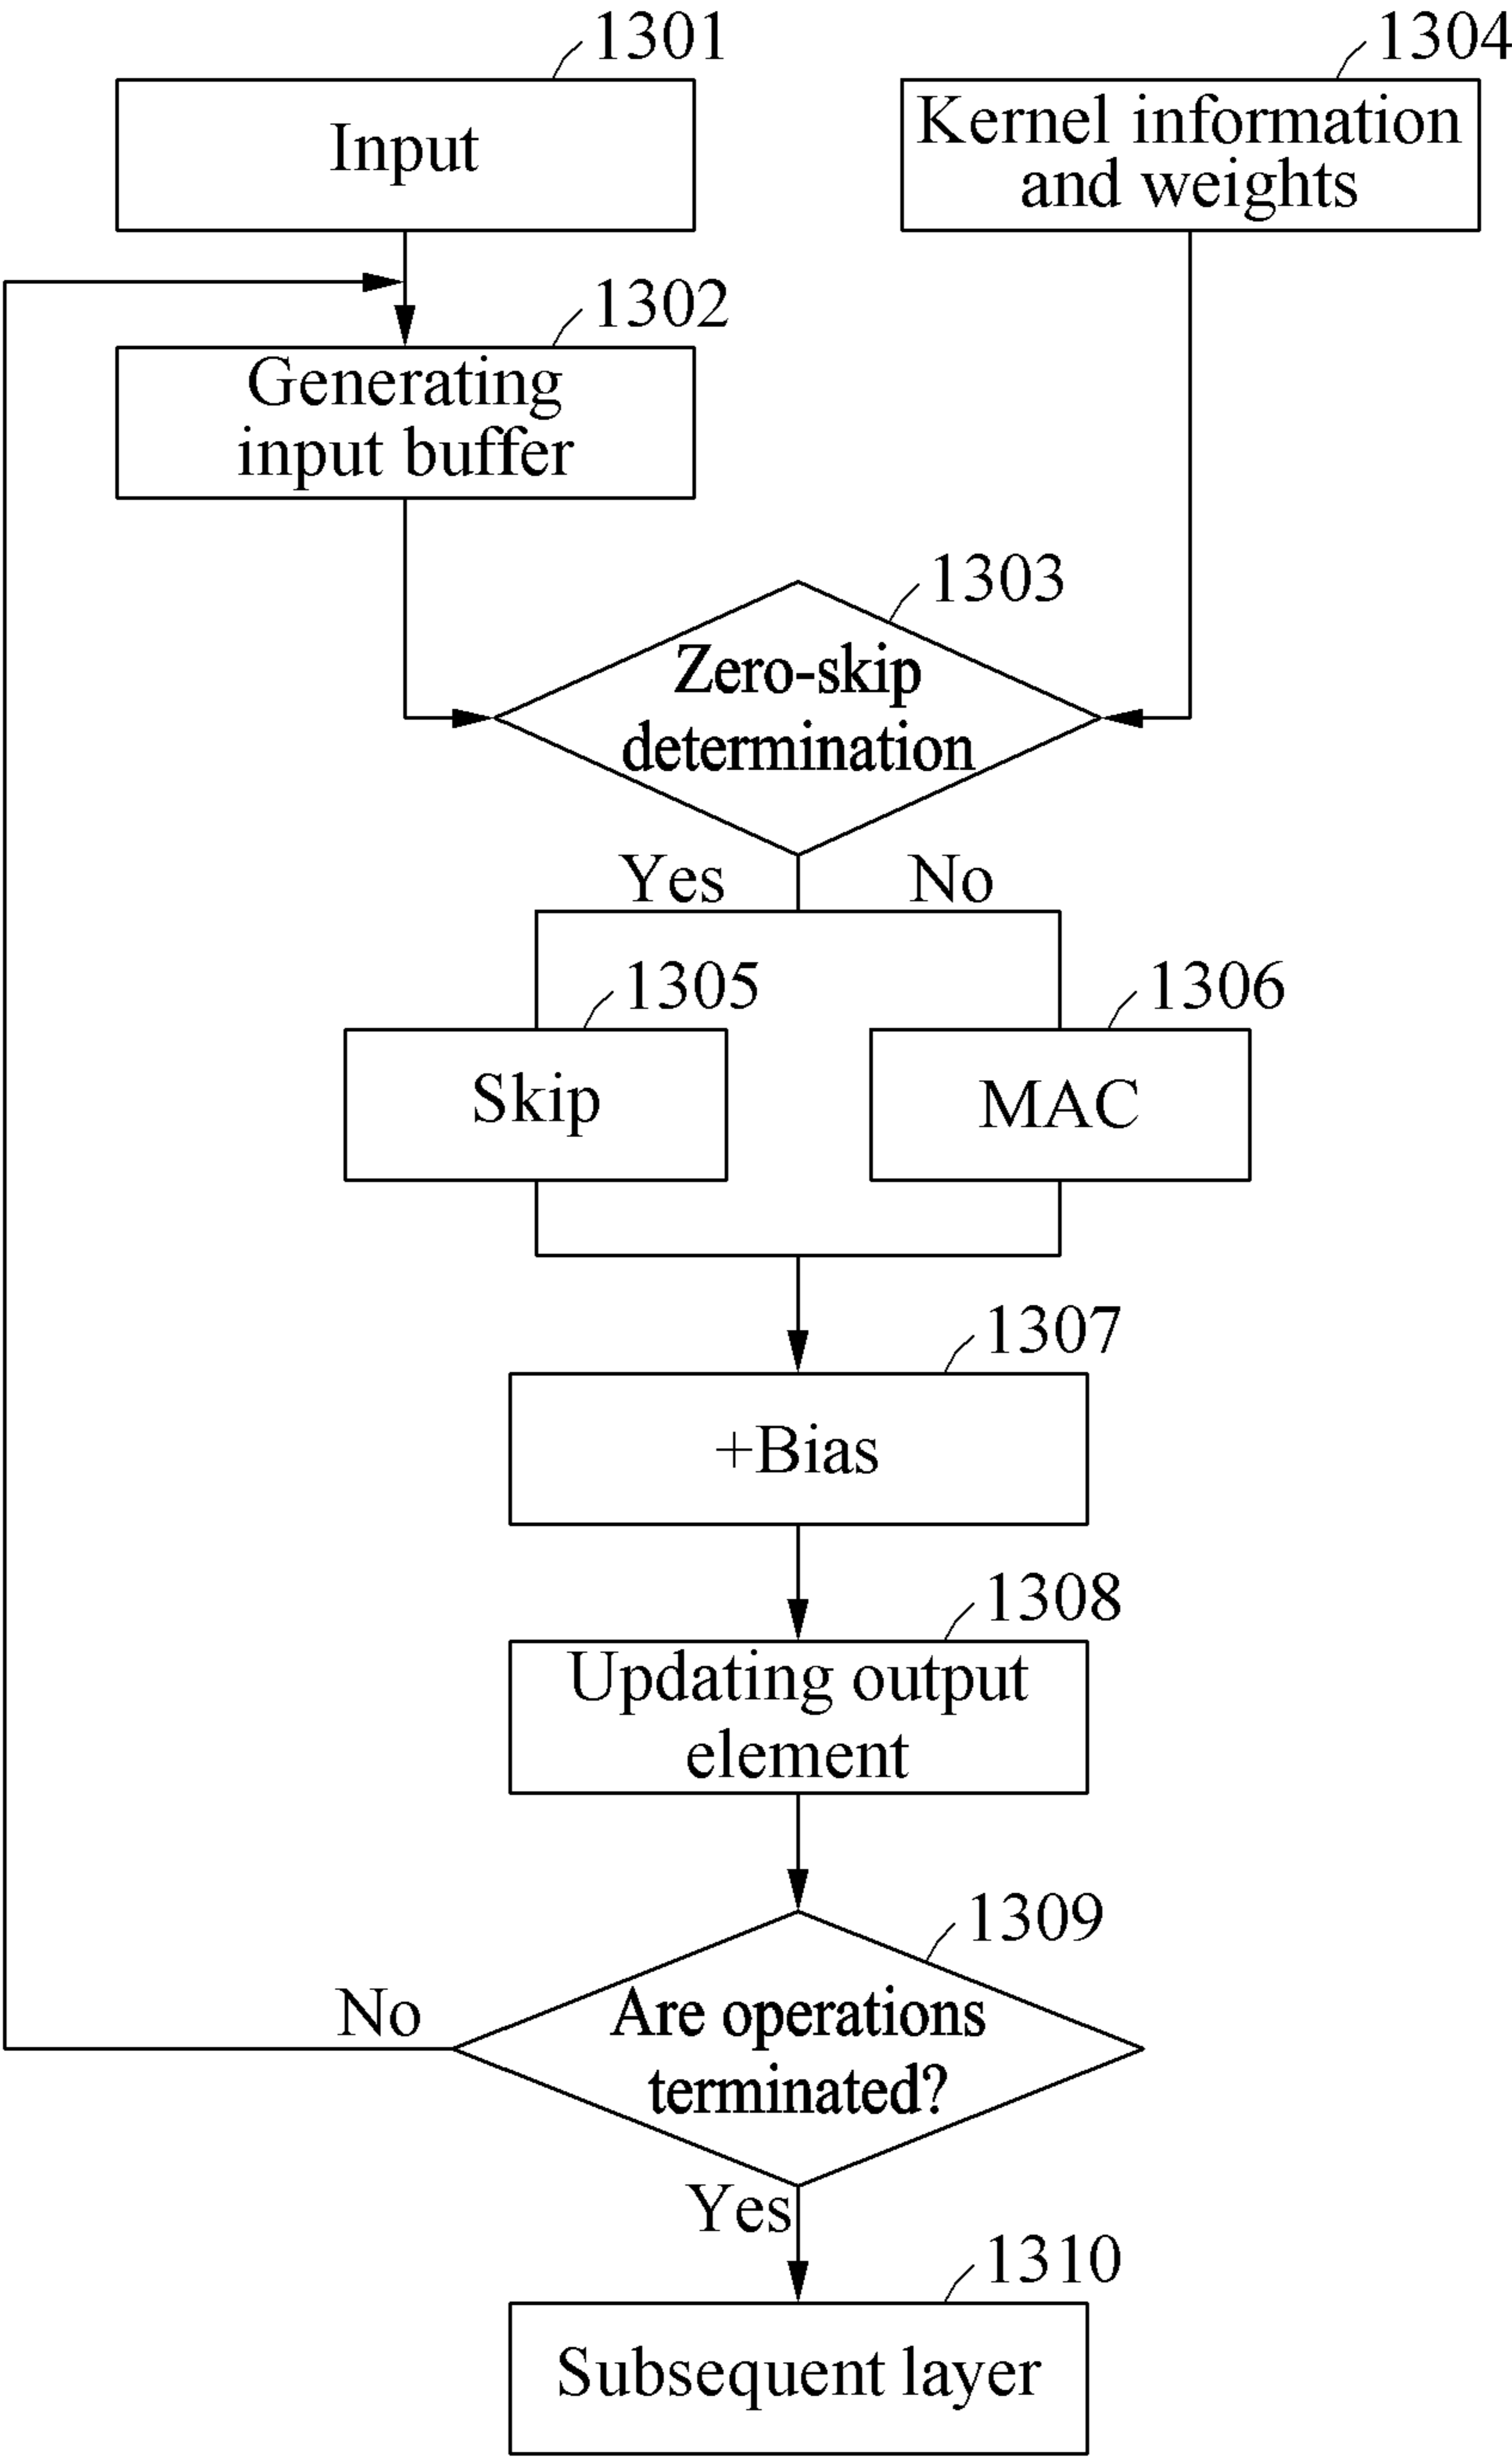 1301
Input
1304
Kernel information
and weights
1302
Generating
input buffer
1303
Zero-skip
determination
Yes
No
1305
Skip
1306
MAC
1307
+Bias
1308
Updating output
element
1309
Are operations
terminated?
No
Yes
1310
Subsequent layer